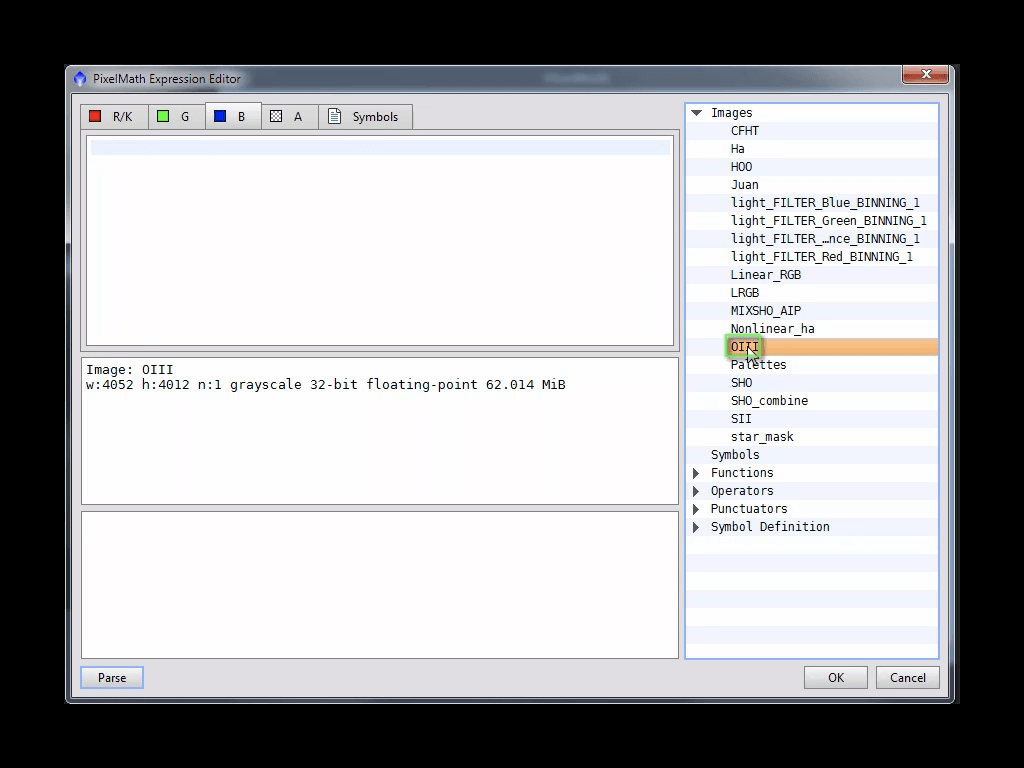 PixelMath Expression Editor
R/K
G
B
A
Symbols
Image: OIII
w:4052 h:4012 n:1 grayscale 32-bit floating-point 62.014 MiB
Images
CFHT
Ha
HOO
Juan
light_FILTER_Blue_BINNING_1
light_FILTER_Green_BINNING_1
light_FILTER_…nce_BINNING_1
light_FILTER_Red_BINNING_1
Linear_RGB
LRGB
MIXSHO_AIP
Nonlinear_ha
OIII
Palettes
SHO
SHO_combine
SII
star_mask
Symbols
Functions
Operators
Punctuators
Symbol Definition
Parse
OK
Cancel